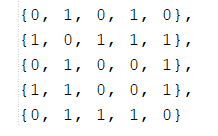 {0, 1, 0, 1, 0},
{1, 0, 1, 1, 1},
{0, 1, 0, 0, 1},
{1, 1, 0, 0, 1},
{0, 1, 1, 1, 0}